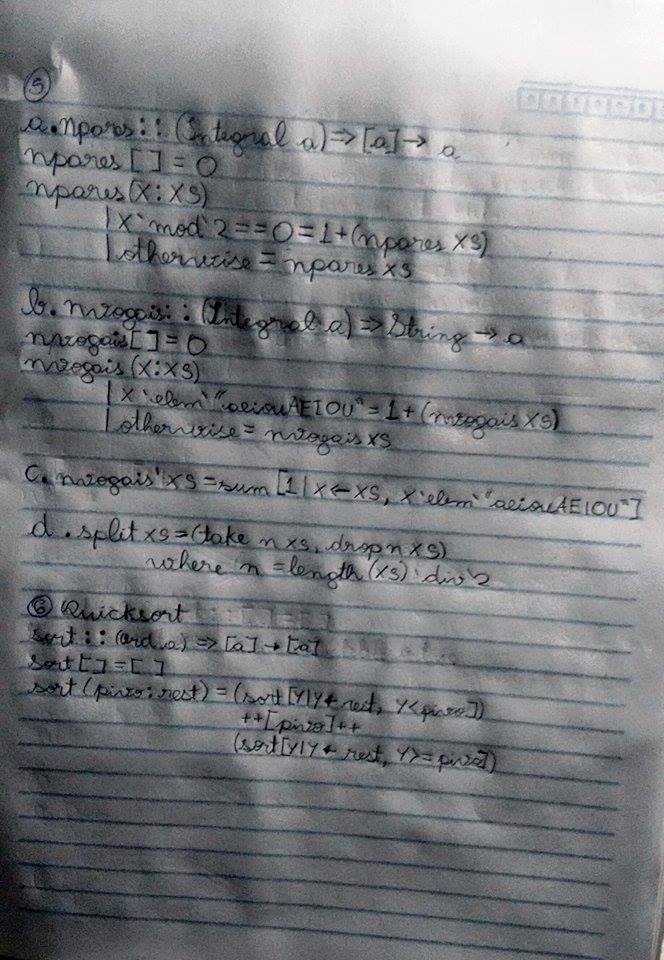 5
a. npares :: (Integral a) => [a] → a
npares [] = 0
npares (X:XS)
| X `mod` 2 == 0 = 1 + (npares XS)
| otherwise = npares XS
b. nvogais :: (Integral a) => String → a
nvogais [] = 0
nvogais (X:XS)
| X `elem` "aeiouAEIOU" = 1 + (nvogais XS)
| otherwise = nvogais XS
c. nvogais' XS = sum [1 | X ← XS, X `elem` "aeiouAEIOU"]
d. split XS = (take n XS, drop n XS)
where n = length (XS) `div` 2
6 Quicksort
sort :: (Ord a) => [a] → [a]
sort [] = []
sort (pivo:rest) = (sort [Y|Y ← rest, Y < pivo])
++ [pivo] ++
(sort [Y|Y ← rest, Y >= pivo])